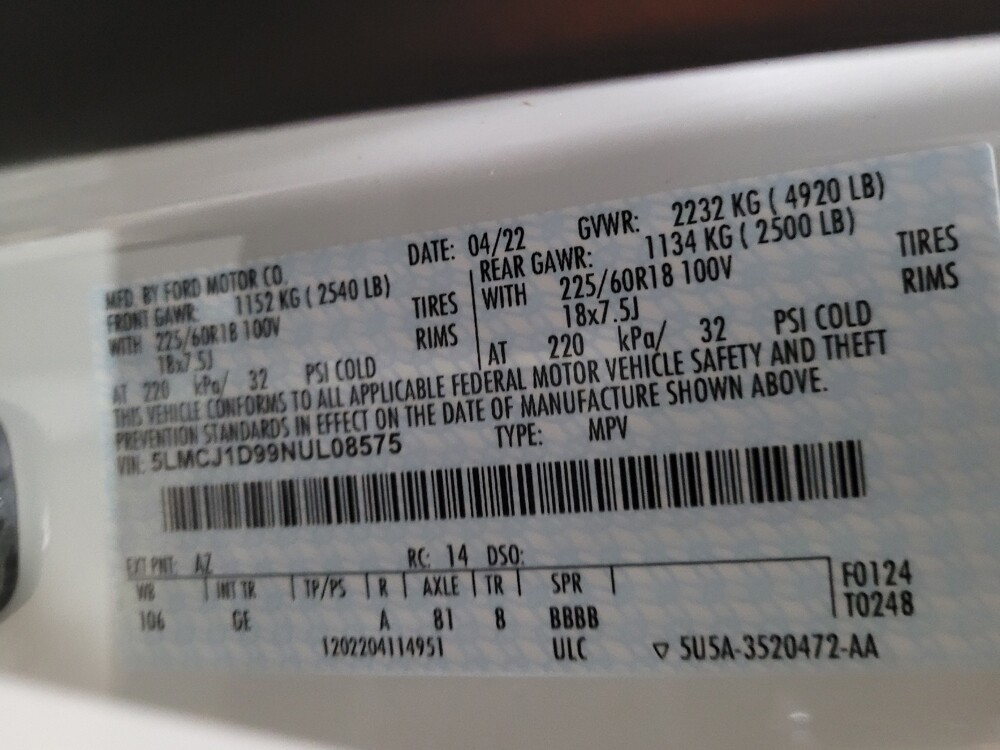 MFD. BY FORD MOTOR CO. DATE: 04/22 GVWR: 2232 KG ( 4920 LB)
FRONT GAWR: 1152 KG ( 2540 LB) REAR GAWR: 1134 KG ( 2500 LB)
WITH 225/60R18 100V TIRES WITH 225/60R18 100V TIRES
18x7.5J RIMS 18x7.5J RIMS
AT 220 kPa/ 32 PSI COLD AT 220 kPa/ 32 PSI COLD
THIS VEHICLE CONFORMS TO ALL APPLICABLE FEDERAL MOTOR VEHICLE SAFETY AND THEFT
PREVENTION STANDARDS IN EFFECT ON THE DATE OF MANUFACTURE SHOWN ABOVE.
VIN: 5LMCJ1D99NUL08575 TYPE: MPV
EXT PNT: AZ RC: 14 DSO:
WB INT TR TP/PS R AXLE TR SPR F0124
106 GE A 81 8 BBBB T0248
1202204114951 ULC ▽ 5U5A-3520472-AA